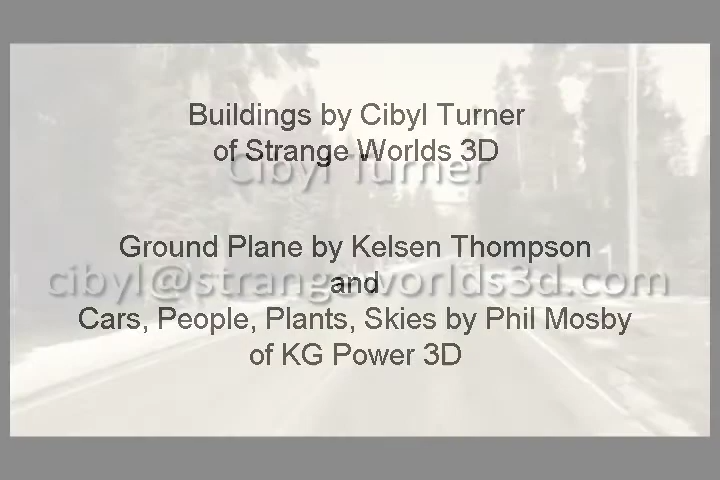 Buildings by Cibyl Turner
of Strange Worlds 3D
Cibyl Turner
Ground Plane by Kelsen Thompson
cibyl@strangeworlds3d.com
and
Cars, People, Plants, Skies by Phil Mosby
of KG Power 3D